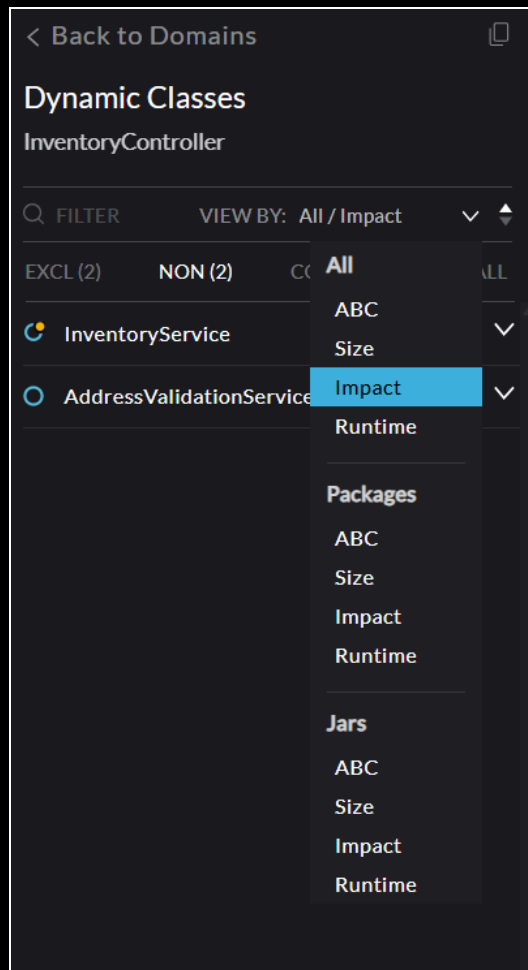 < Back to Domains
Dynamic Classes
InventoryController
FILTER VIEW BY: All / Impact
EXCL (2) NON (2)
All
ABC
Size
Impact
Runtime
Packages
ABC
Size
Impact
Runtime
Jars
ABC
Size
Impact
Runtime
InventoryService
AddressValidationService